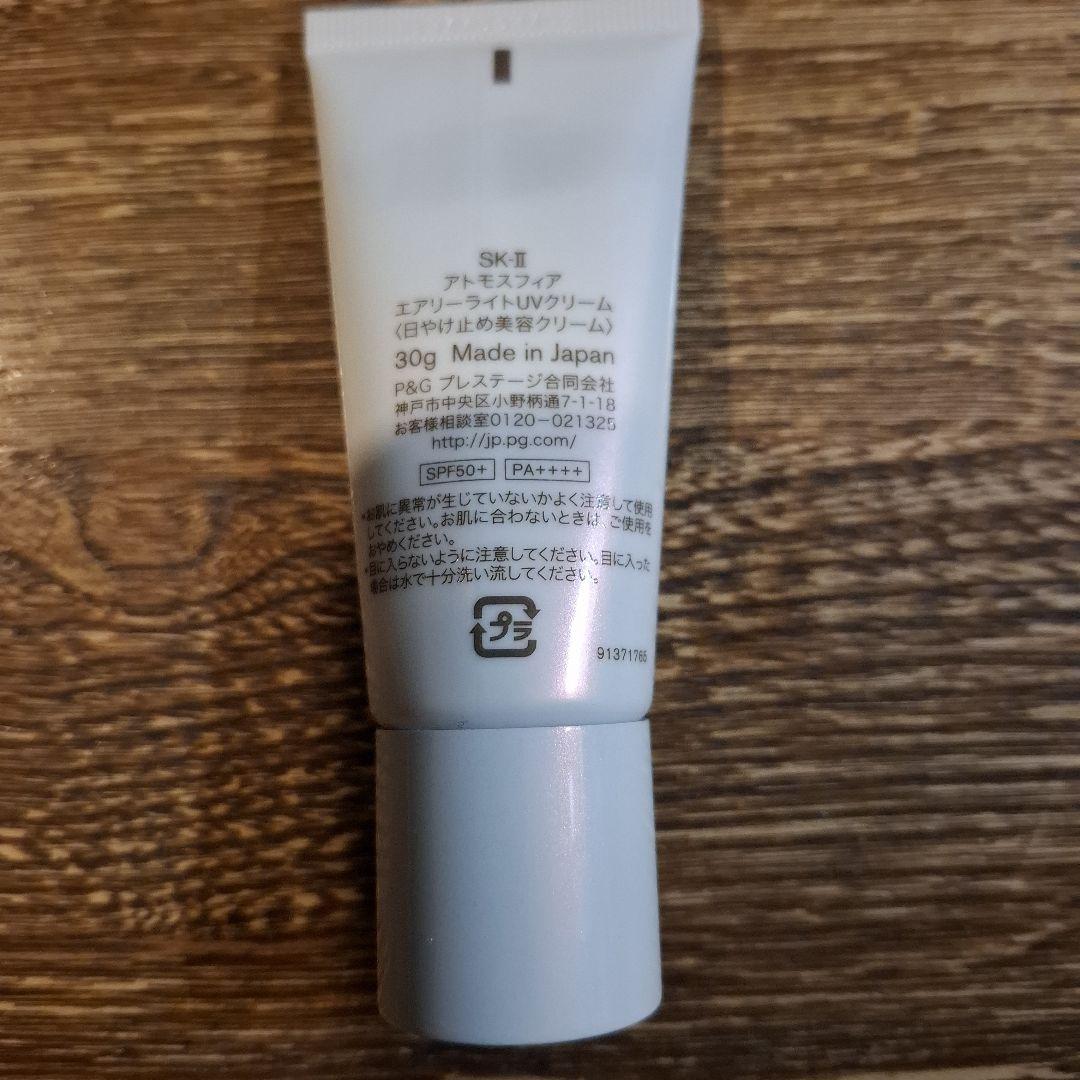 SK-Ⅱ
アトモスフィア
エアリーライトUVクリーム
〈日やけ止め美容クリーム〉
30g Made in Japan
P&G プレステージ合同会社
神戸市中央区小野柄通7-1-18
お客様相談室0120-021325
http://jp.pg.com/
SPF50+ PA++++
*お肌に異常が生じていないかよく注意して使用
してください。お肌に合わないときは、ご使用を
おやめください。
*目に入らないように注意してください。目に入った
場合は水で十分洗い流してください。
プラ
91371765